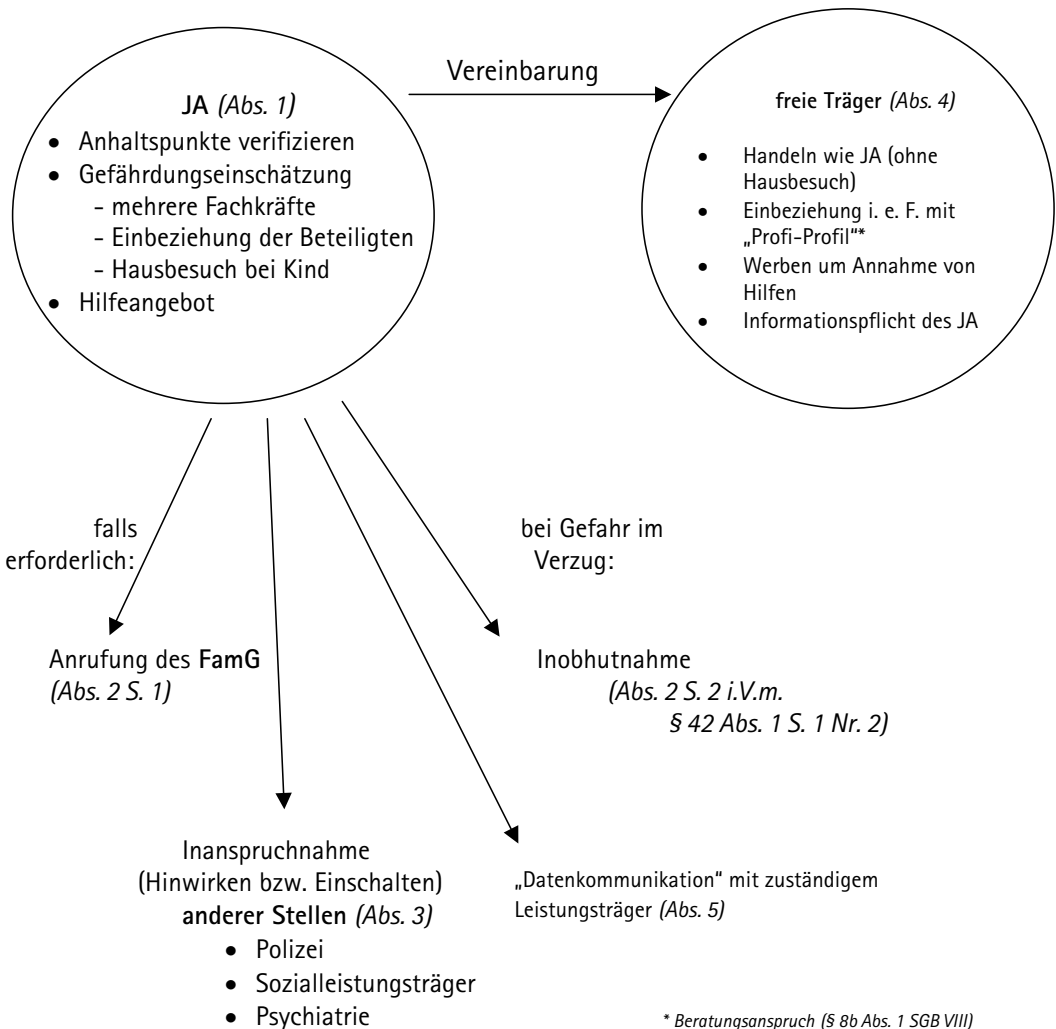 Vereinbarung
JA (Abs. 1)
• Anhaltspunkte verifizieren
• Gefährdungseinschätzung
- mehrere Fachkräfte
- Einbeziehung der Beteiligten
- Hausbesuch bei Kind
• Hilfeangebot
freie Träger (Abs. 4)
• Handeln wie JA (ohne
Hausbesuch)
• Einbeziehung i. e. F. mit
„Profi-Profil“*
• Werben um Annahme von
Hilfen
• Informationspflicht des JA
falls
erforderlich:
bei Gefahr im
Verzug:
Anrufung des FamG
(Abs. 2 S. 1)
Inobhutnahme
(Abs. 2 S. 2 i.V.m.
§ 42 Abs. 1 S. 1 Nr. 2)
Inanspruchnahme
(Hinwirken bzw. Einschalten)
anderer Stellen (Abs. 3)
• Polizei
• Sozialleistungsträger
• Psychiatrie
„Datenkommunikation“ mit zuständigem
Leistungsträger (Abs. 5)
* Beratungsanspruch (§ 8b Abs. 1 SGB VIII)